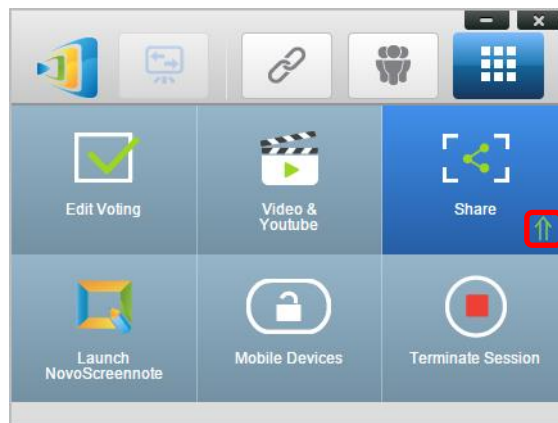 Edit Voting
Video &
Youtube
Share
Launch
NovoScreennote
Mobile Devices
Terminate Session